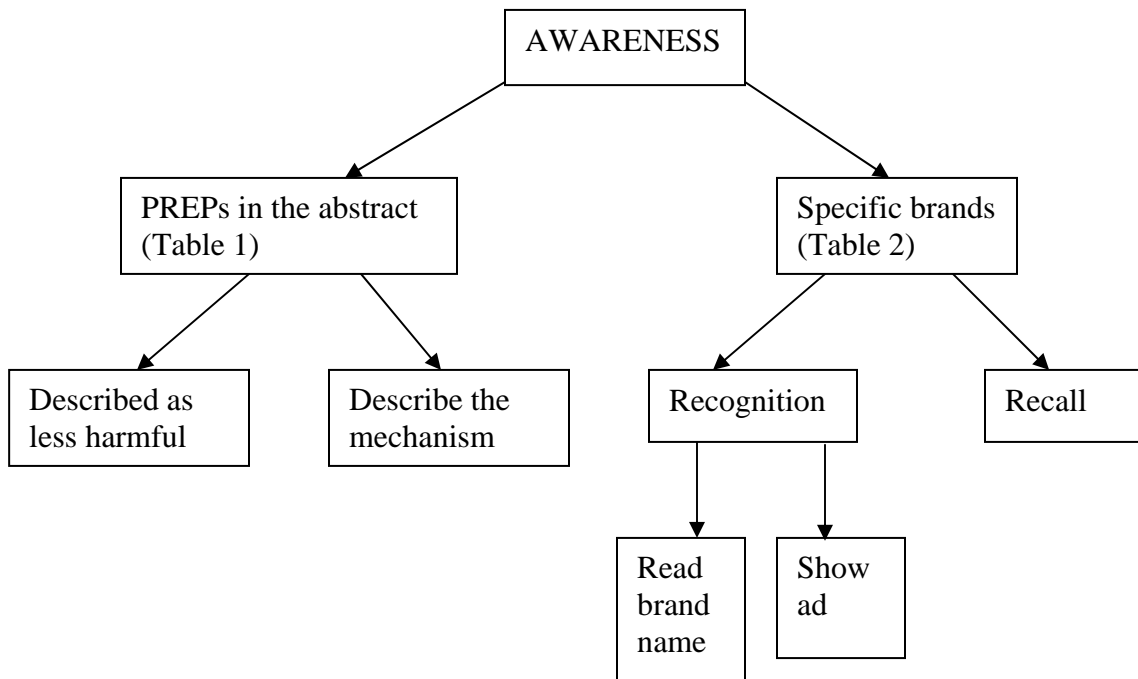 AWARENESS
PREPs in the abstract
(Table 1)
Specific brands
(Table 2)
Described as
less harmful
Describe the
mechanism
Recognition
Recall
Read
brand
name
Show
ad